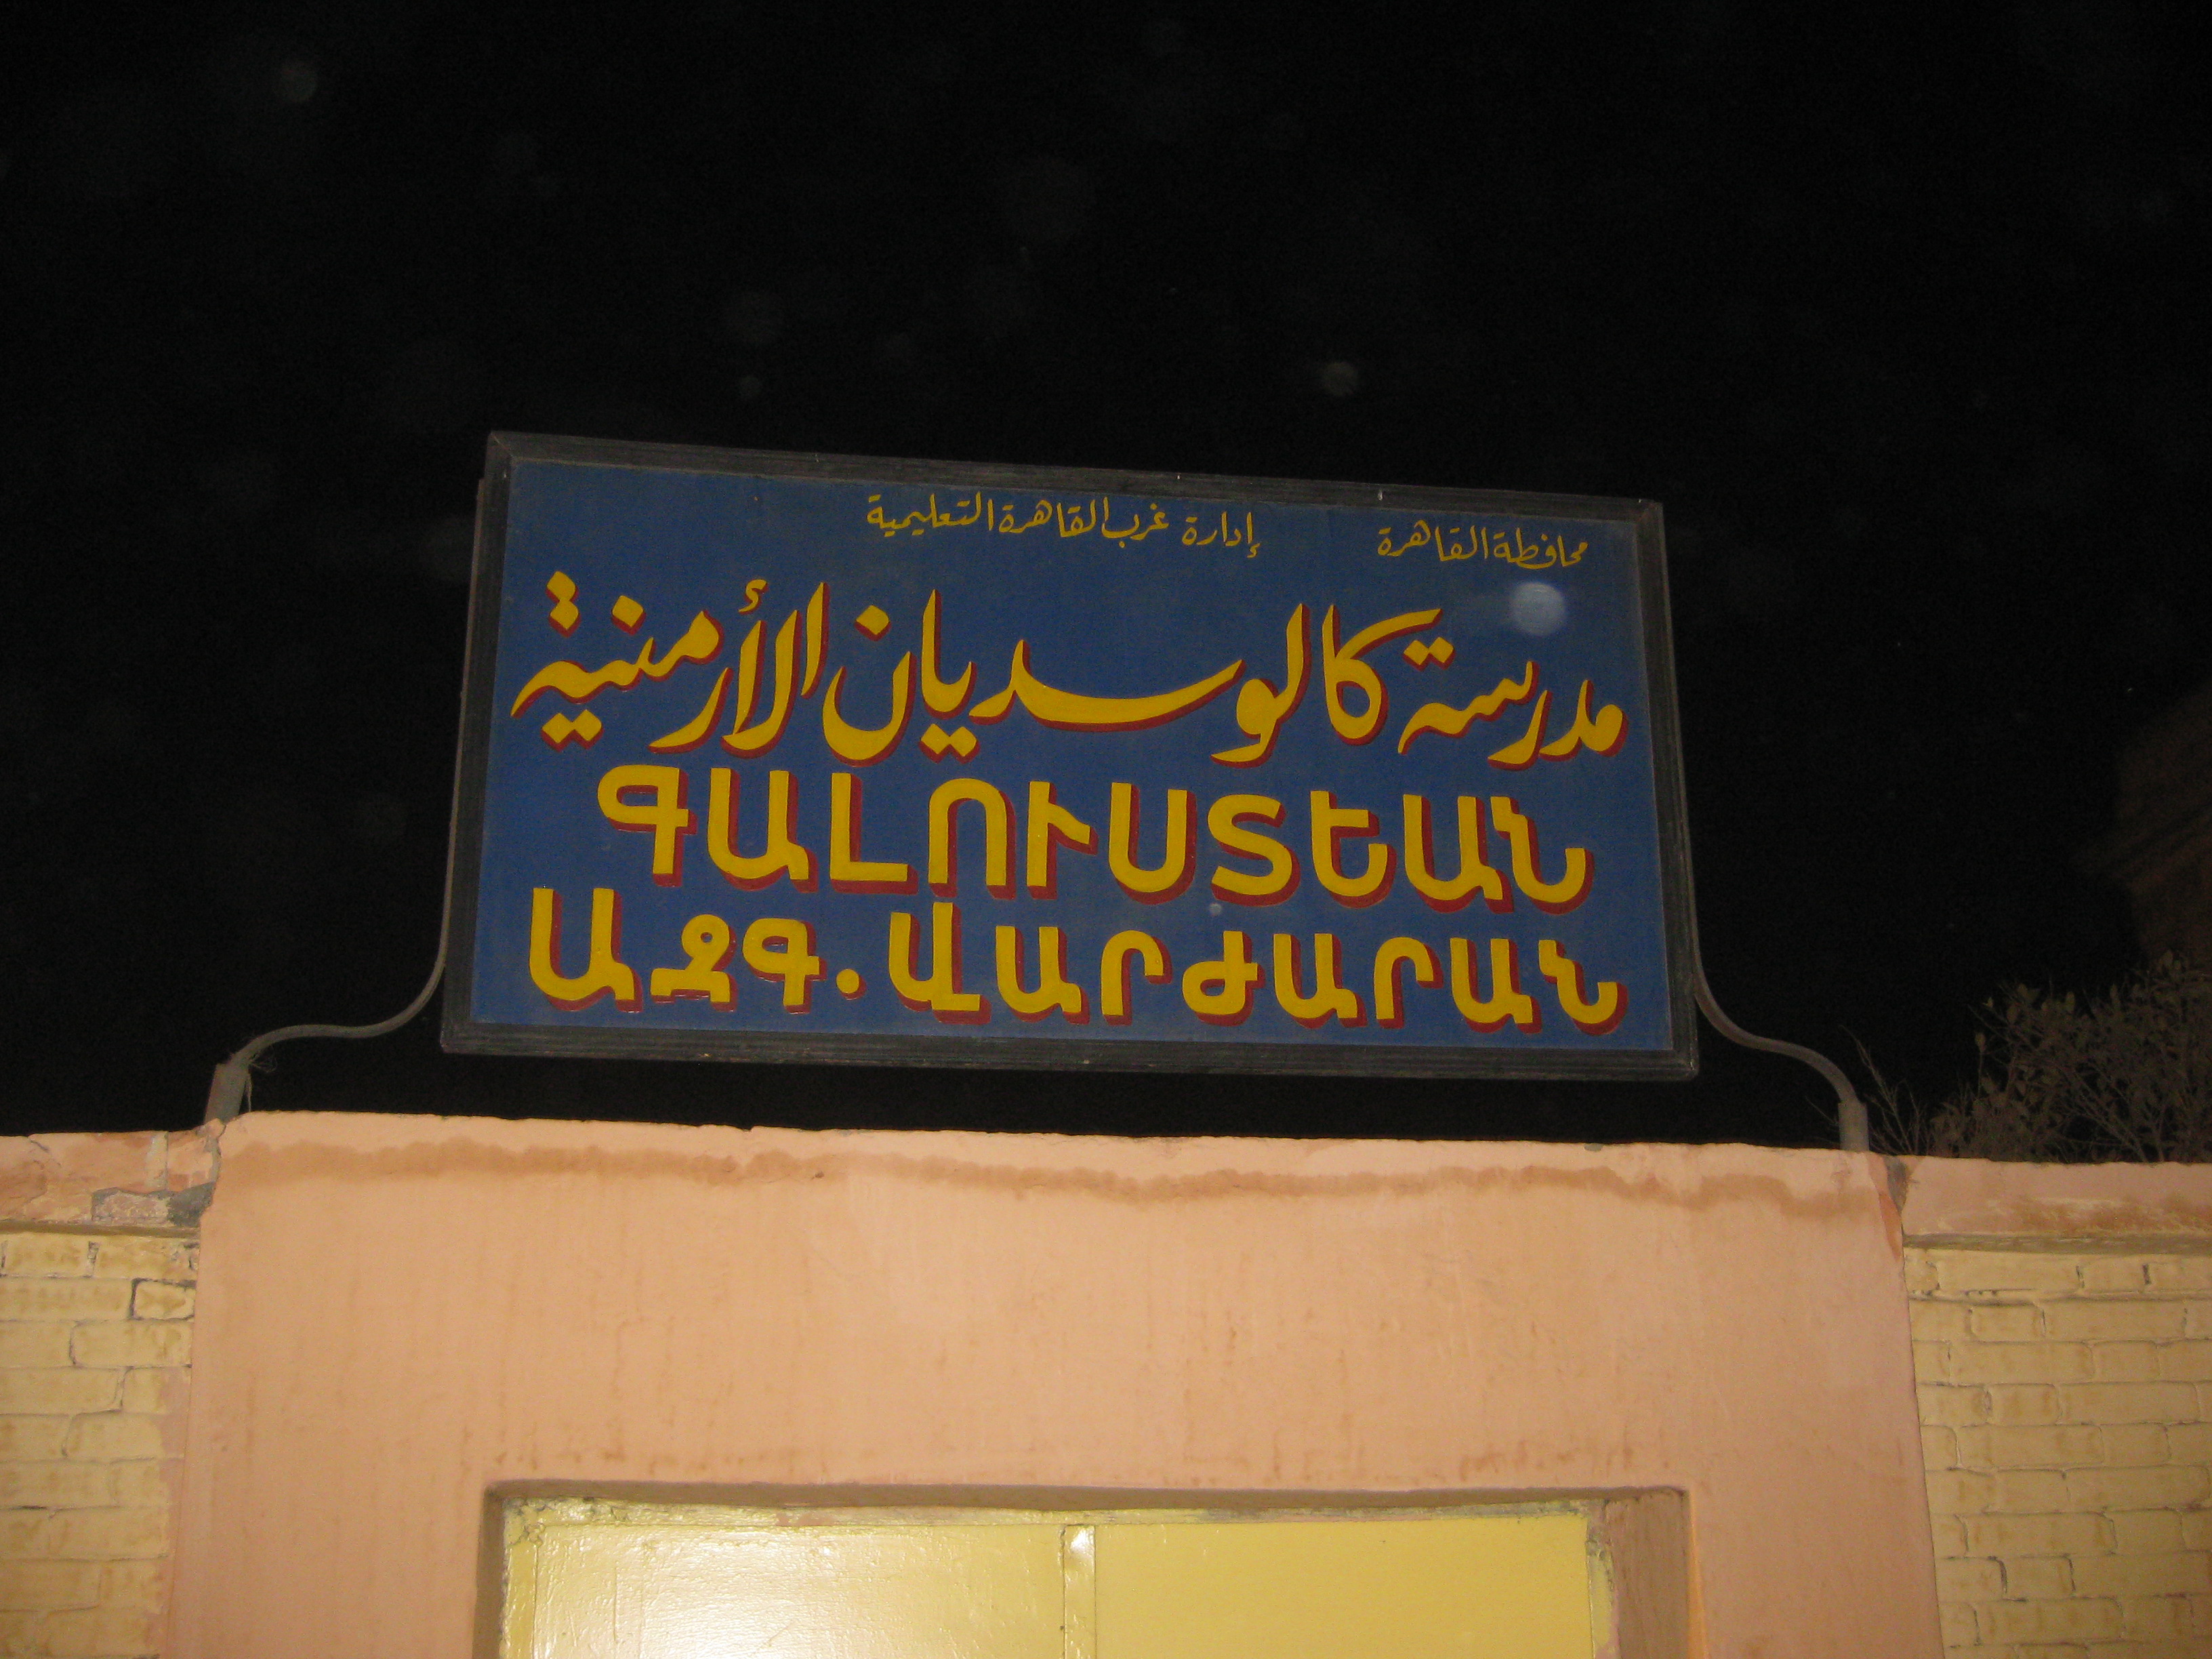 محافظة القاهرة إدارة غرب القاهرة التعليمية
مدرسة كالوسديان الأرمنية
ԳԱԼՈՒՍՏԵԱՆ
ԱԶԳ. ՎԱՐԺԱՐԱՆ